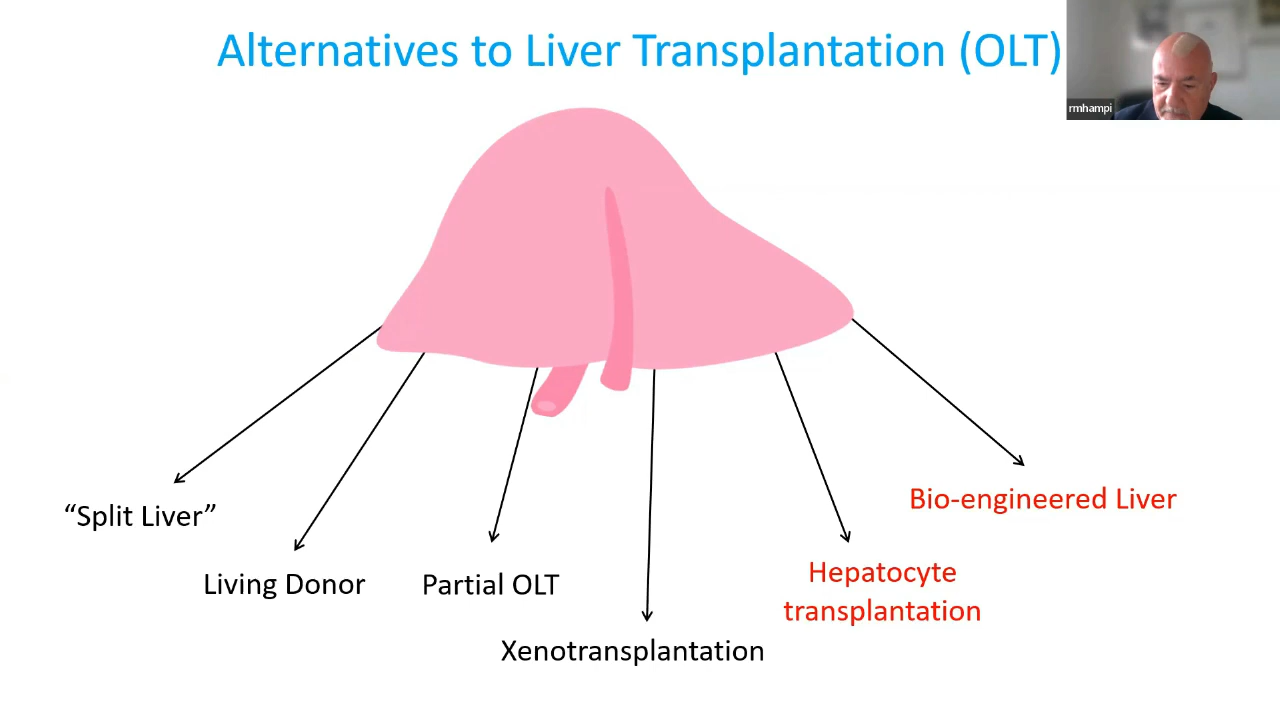 Alternatives to Liver Transplantation (OLT)
rmhampi
“Split Liver”
Living Donor
Partial OLT
Xenotransplantation
Hepatocyte
transplantation
Bio-engineered Liver